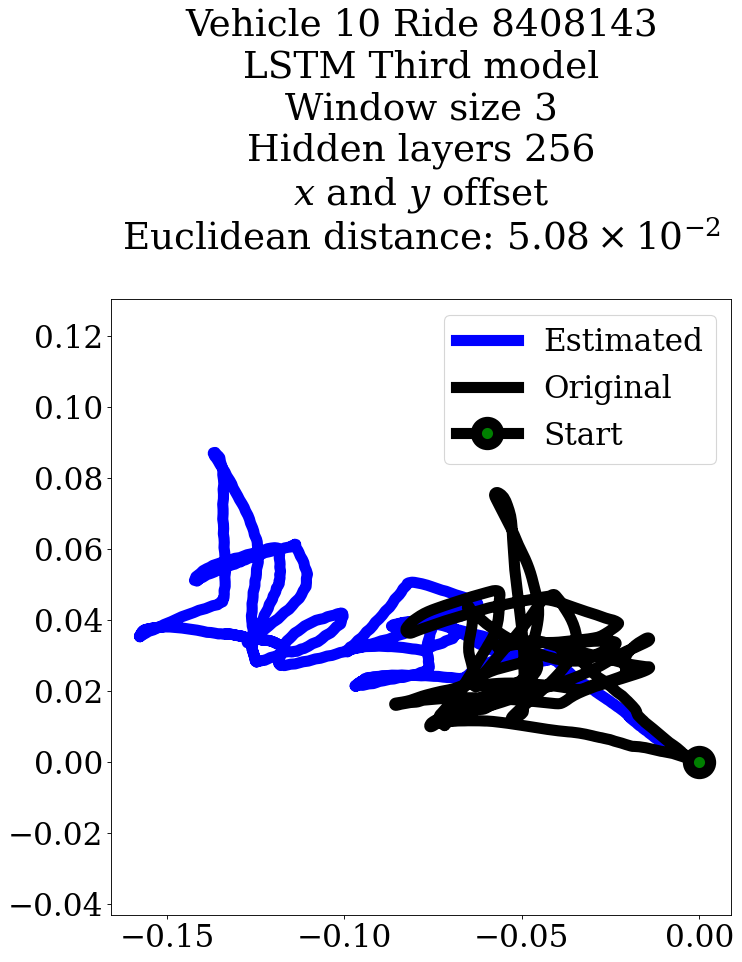 Vehicle 10 Ride 8408143
LSTM Third model
Window size 3
Hidden layers 256
x and y offset
Euclidean distance: 5.08 × 10⁻²
Estimated
Original
Start
0.12
0.10
0.08
0.06
0.04
0.02
0.00
−0.02
−0.04
−0.15 −0.10 −0.05 0.00